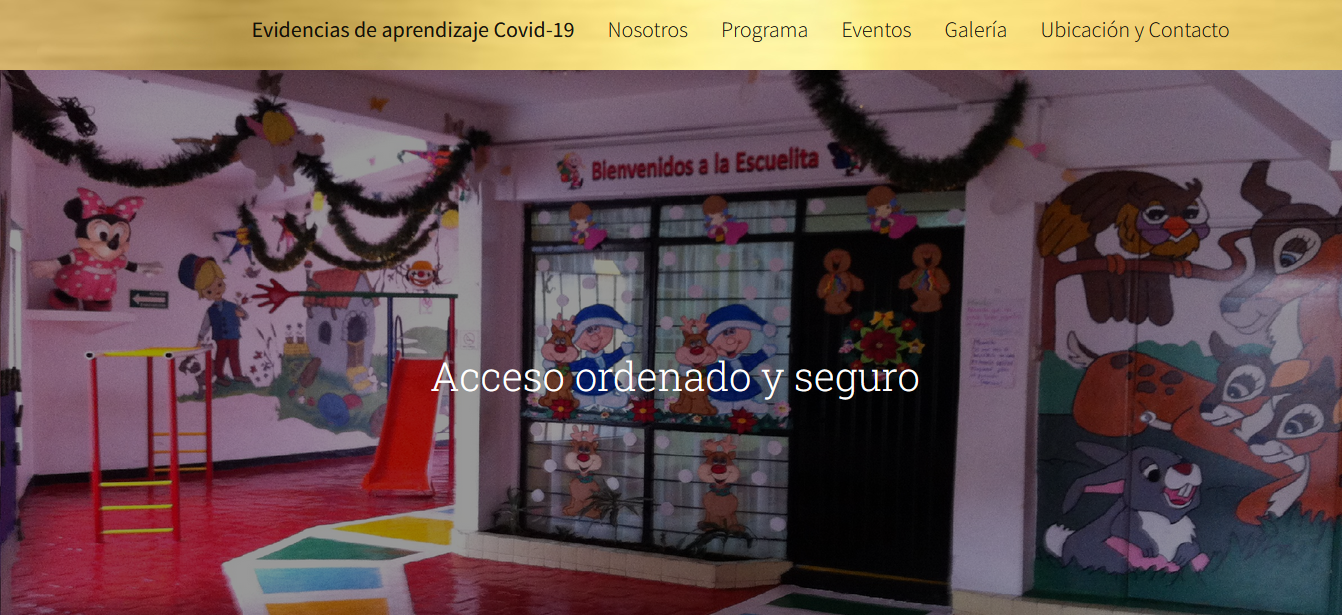 Evidencias de aprendizaje Covid-19
Nosotros
Programa
Eventos
Galería
Ubicación y Contacto
Bienvenidos a la Escuelita
Acceso ordenado y seguro